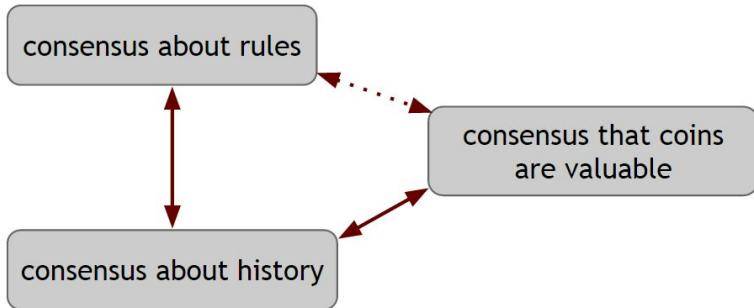 consensus about rules
consensus that coins
are valuable
consensus about history